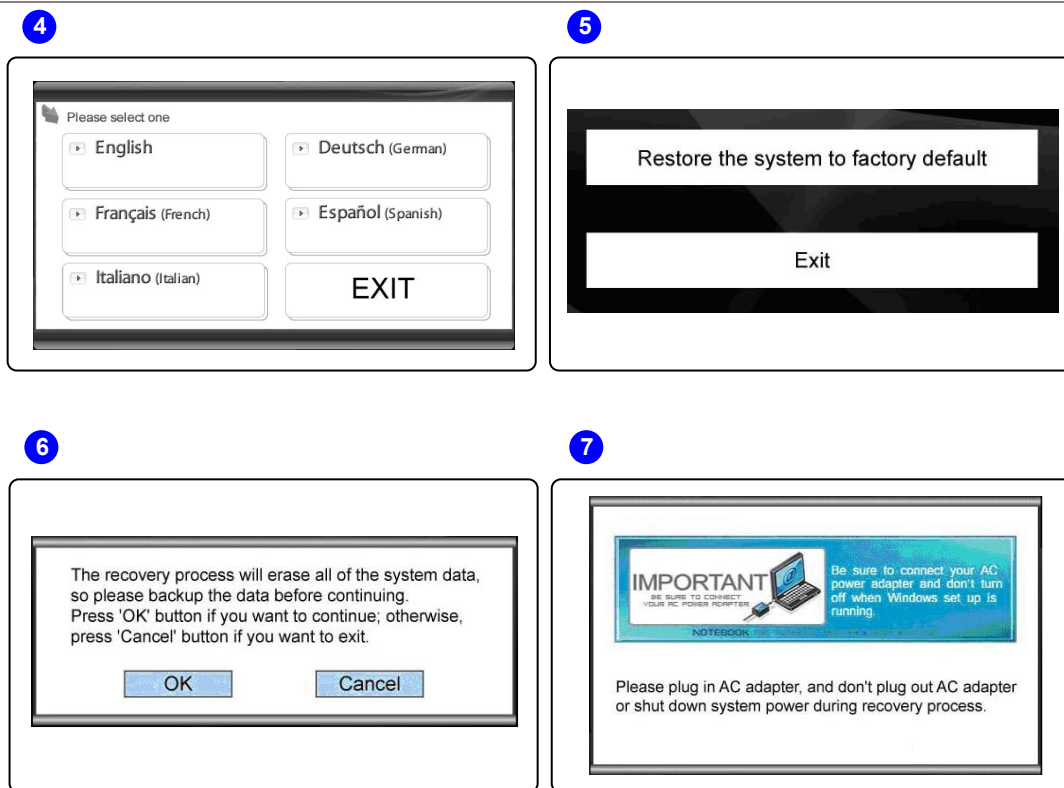 4
Please select one
English
Deutsch (German)
Français (French)
Español (Spanish)
Italiano (Italian)
EXIT
5
Restore the system to factory default
Exit
6
The recovery process will erase all of the system data,
so please backup the data before continuing.
Press 'OK' button if you want to continue; otherwise,
press 'Cancel' button if you want to exit.
OK
Cancel
7
IMPORTANT
BE SURE TO CONNECT
YOUR AC POWER ADAPTER
NOTEBOOK
Be sure to connect your AC
power adapter and don't turn
off when Windows set up is
running.
Please plug in AC adapter, and don't plug out AC adapter
or shut down system power during recovery process.